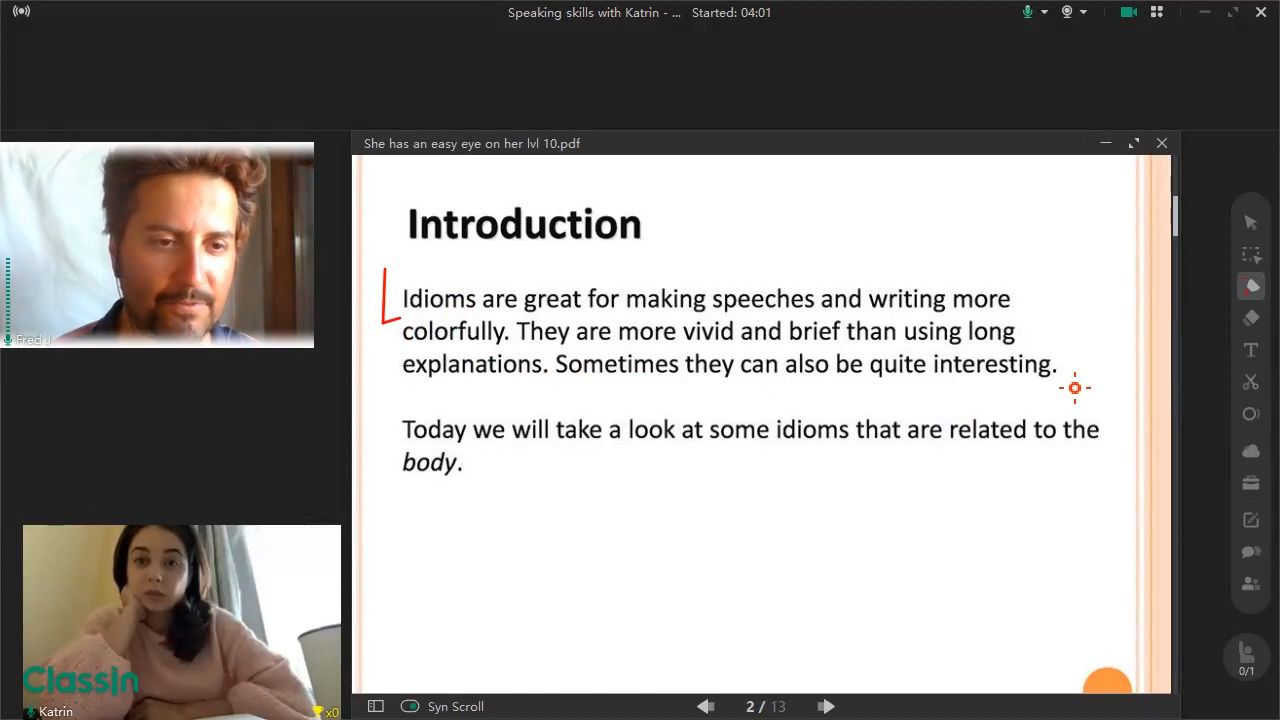 Speaking skills with Katrin - ... Started: 04:01
She has an easy eye on her lvl 10.pdf
Introduction
Idioms are great for making speeches and writing more
colorfully. They are more vivid and brief than using long
explanations. Sometimes they can also be quite interesting.
Today we will take a look at some idioms that are related to the
body.
Fred J
ClassIn
Katrin
x0
Syn Scroll
2 / 13
T
0/1